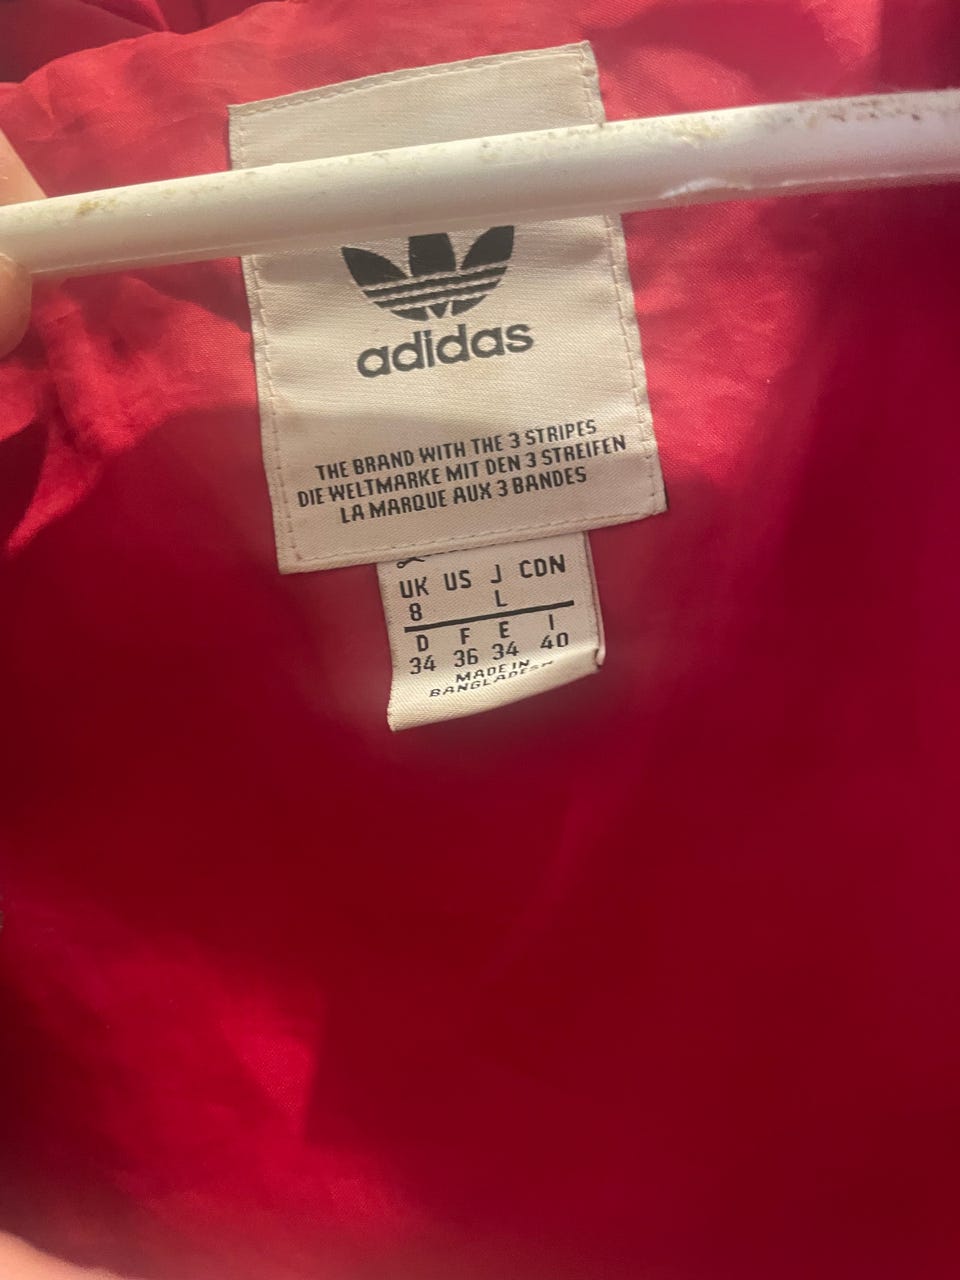 adidas
THE BRAND WITH THE 3 STRIPES
DIE WELTMARKE MIT DEN 3 STREIFEN
LA MARQUE AUX 3 BANDES
UK US J CDN
8 L
D F E I
34 36 34 40
MADE IN
BANGLADESH